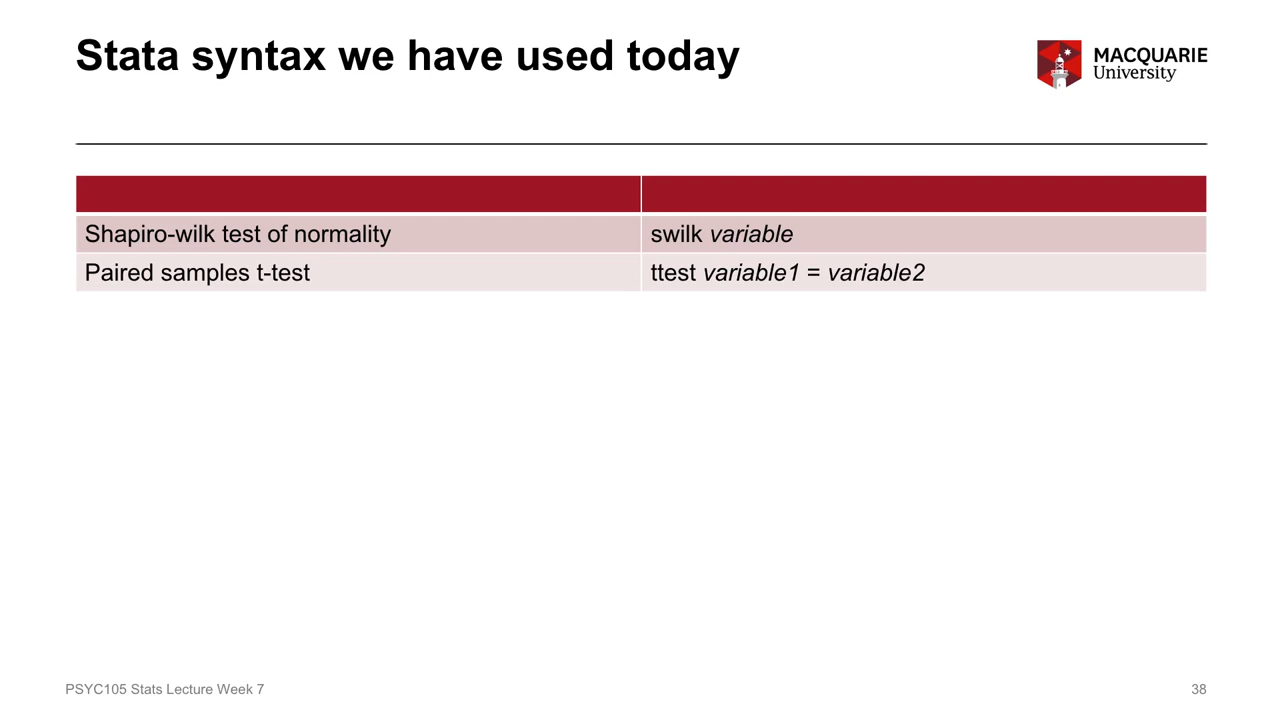 Stata syntax we have used today
MACQUARIE
University
Shapiro-wilk test of normality
swilk variable
Paired samples t-test
ttest variable1 = variable2
PSYC105 Stats Lecture Week 7
38